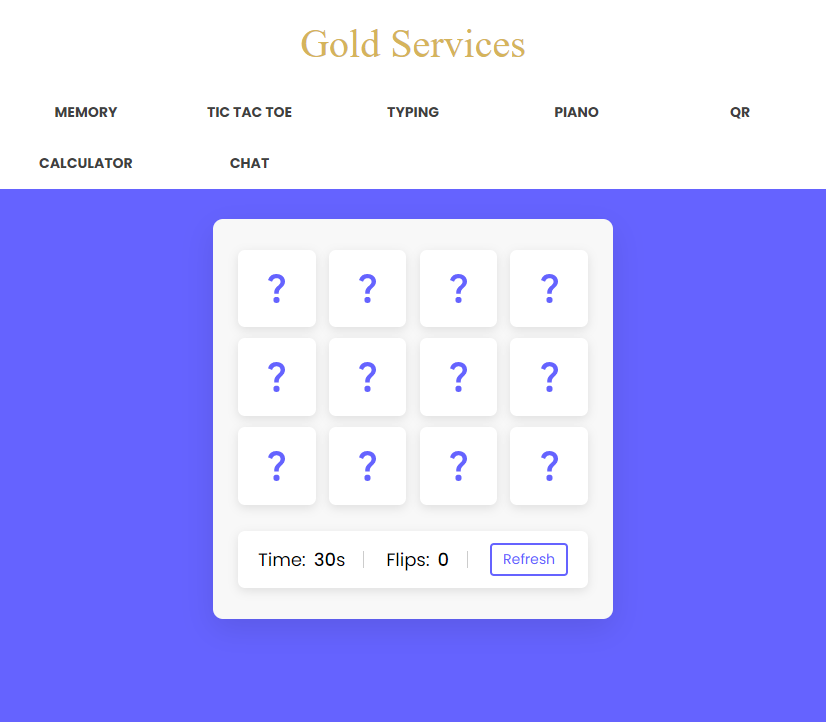 Gold Services
MEMORY TIC TAC TOE TYPING PIANO QR
CALCULATOR CHAT
? ? ? ?
? ? ? ?
? ? ? ?
Time: 30s Flips: 0 Refresh